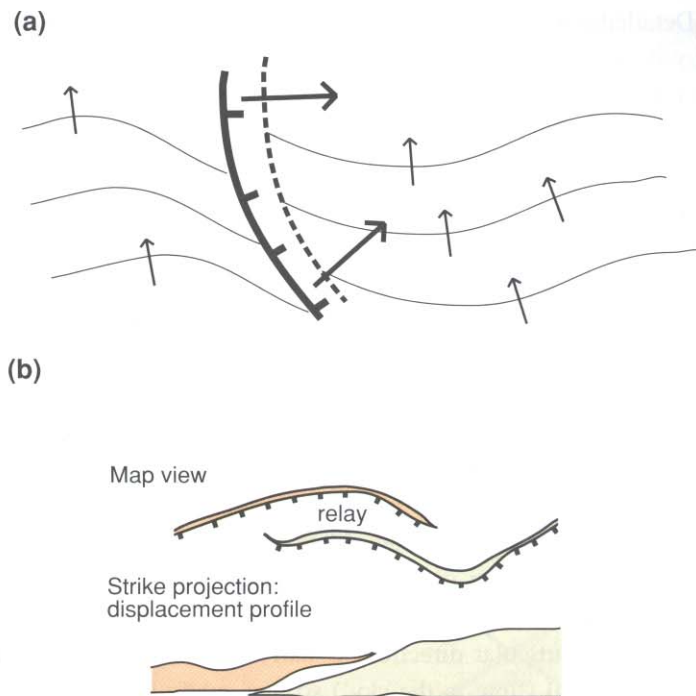 (a)
(b)
Map view
relay
Strike projection:
displacement profile